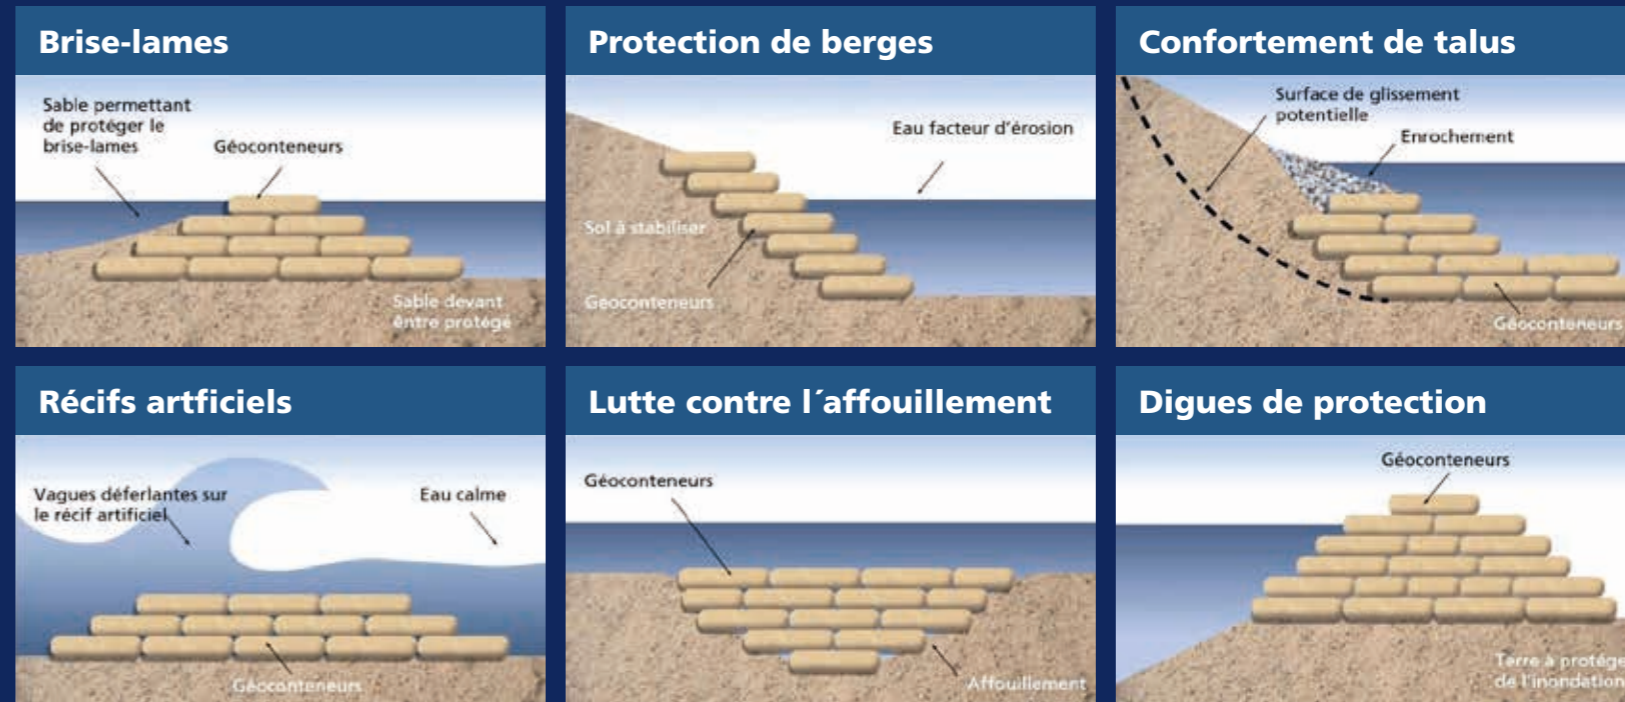 Brise-lames
Sable permettant
de protéger le
brise-lames
Géoconteneurs
Sable devant
êntre protégé
Protection de berges
Eau facteur d'érosion
Sol à stabiliser
Géoconteneurs
Confortement de talus
Surface de glissement
potentielle
Enrochement
Géoconteneurs
Récifs artficiels
Vagues déferlantes sur
le récif artificiel
Eau calme
Géoconteneurs
Lutte contre l´affouillement
Géoconteneurs
Affouillement
Digues de protection
Géoconteneurs
Terre à protége
de l'inondation